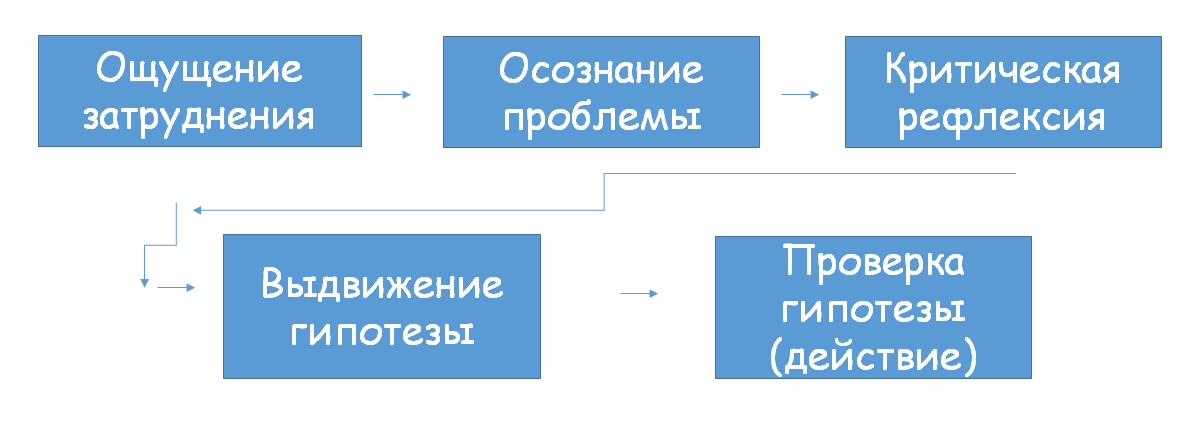 Ощущение
затруднения
Осознание
проблемы
Критическая
рефлексия
Выдвижение
гипотезы
Проверка
гипотезы
(действие)